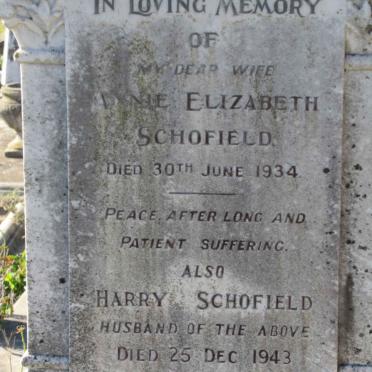 IN LOVING MEMORY
OF
MY DEAR WIFE
ANNIE ELIZABETH
SCHOFIELD
DIED 30TH JUNE 1934
PEACE, AFTER LONG AND
PATIENT SUFFERING.
ALSO
HARRY SCHOFIELD
HUSBAND OF THE ABOVE
DIED 25 DEC 1943